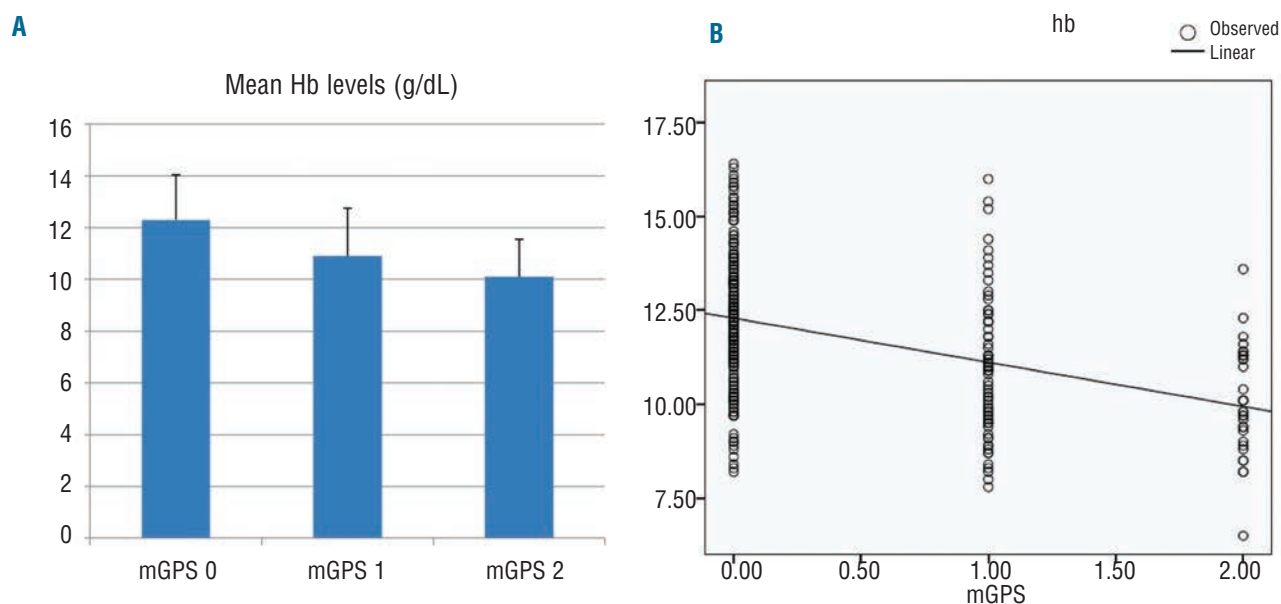 A
Mean Hb levels (g/dL)
16
14
12
10
8
6
4
2
0
mGPS 0 mGPS 1 mGPS 2
B
hb
Observed
Linear
17.50
15.00
12.50
10.00
7.50
0.00 0.50 1.00 1.50 2.00
mGPS